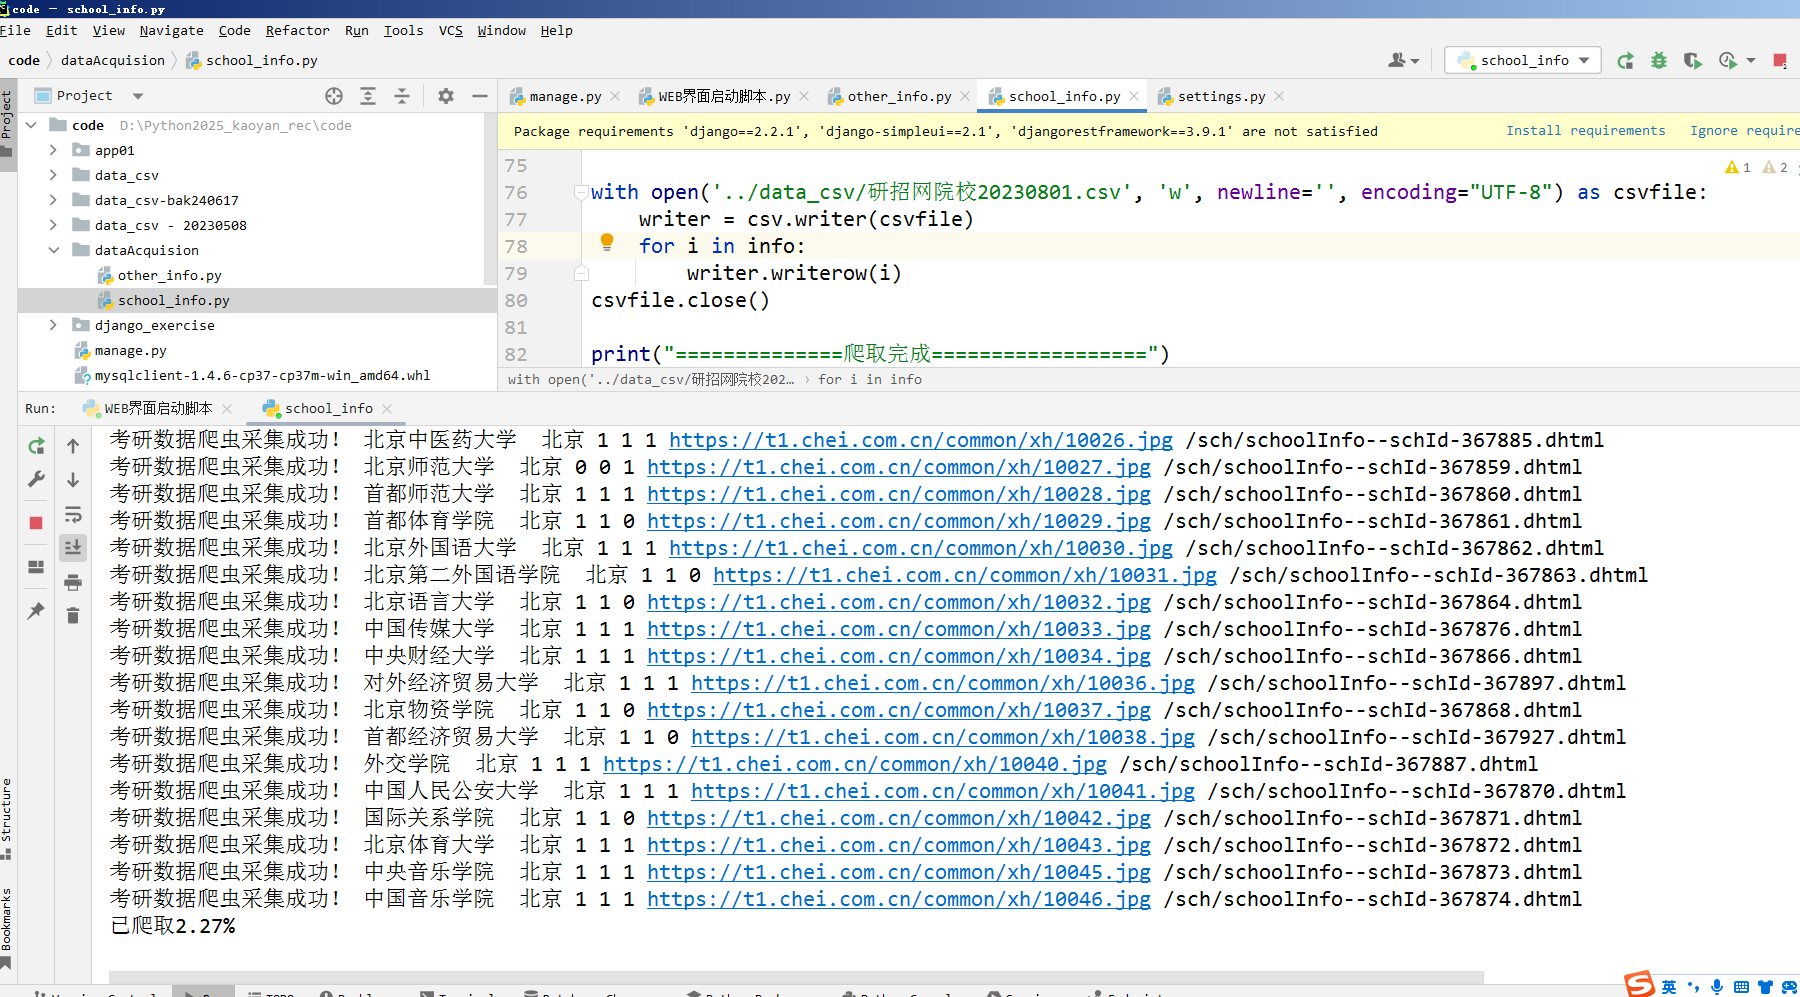 code — school_info.py
File Edit View Navigate Code Refactor Run Tools VCS Window Help
code dataAcquision school_info.py
school_info
Project
manage.py WEB界面启动脚本.py other_info.py school_info.py settings.py
Package requirements 'django==2.2.1', 'django-simpleui==2.1', 'djangorestframework==3.9.1' are not satisfied Install requirements Ignore require
Project
code D:\Python2025_kaoyan_rec\code
app01
data_csv
data_csv-bak240617
data_csv - 20230508
dataAcquision
other_info.py
school_info.py
django_exercise
manage.py
mysqlclient-1.4.6-cp37-cp37m-win_amd64.whl
1 2
75
76 with open('../data_csv/研招网院校20230801.csv', 'w', newline='', encoding="UTF-8") as csvfile:
77 writer = csv.writer(csvfile)
78 for i in info:
79 writer.writerow(i)
80 csvfile.close()
81
82 print("==============爬取完成==================")
with open('../data_csv/研招网院校202… › for i in info
Run: WEB界面启动脚本 school_info
考研数据爬虫采集成功！ 北京中医药大学 北京 1 1 1 https://t1.chei.com.cn/common/xh/10026.jpg /sch/schoolInfo--schId-367885.dhtml
考研数据爬虫采集成功！ 北京师范大学 北京 0 0 1 https://t1.chei.com.cn/common/xh/10027.jpg /sch/schoolInfo--schId-367859.dhtml
考研数据爬虫采集成功！ 首都师范大学 北京 1 1 1 https://t1.chei.com.cn/common/xh/10028.jpg /sch/schoolInfo--schId-367860.dhtml
考研数据爬虫采集成功！ 首都体育学院 北京 1 1 0 https://t1.chei.com.cn/common/xh/10029.jpg /sch/schoolInfo--schId-367861.dhtml
考研数据爬虫采集成功！ 北京外国语大学 北京 1 1 1 https://t1.chei.com.cn/common/xh/10030.jpg /sch/schoolInfo--schId-367862.dhtml
考研数据爬虫采集成功！ 北京第二外国语学院 北京 1 1 0 https://t1.chei.com.cn/common/xh/10031.jpg /sch/schoolInfo--schId-367863.dhtml
考研数据爬虫采集成功！ 北京语言大学 北京 1 1 0 https://t1.chei.com.cn/common/xh/10032.jpg /sch/schoolInfo--schId-367864.dhtml
考研数据爬虫采集成功！ 中国传媒大学 北京 1 1 1 https://t1.chei.com.cn/common/xh/10033.jpg /sch/schoolInfo--schId-367876.dhtml
考研数据爬虫采集成功！ 中央财经大学 北京 1 1 1 https://t1.chei.com.cn/common/xh/10034.jpg /sch/schoolInfo--schId-367866.dhtml
考研数据爬虫采集成功！ 对外经济贸易大学 北京 1 1 1 https://t1.chei.com.cn/common/xh/10036.jpg /sch/schoolInfo--schId-367897.dhtml
考研数据爬虫采集成功！ 北京物资学院 北京 1 1 0 https://t1.chei.com.cn/common/xh/10037.jpg /sch/schoolInfo--schId-367868.dhtml
考研数据爬虫采集成功！ 首都经济贸易大学 北京 1 1 0 https://t1.chei.com.cn/common/xh/10038.jpg /sch/schoolInfo--schId-367927.dhtml
考研数据爬虫采集成功！ 外交学院 北京 1 1 1 https://t1.chei.com.cn/common/xh/10040.jpg /sch/schoolInfo--schId-367887.dhtml
考研数据爬虫采集成功！ 中国人民公安大学 北京 1 1 1 https://t1.chei.com.cn/common/xh/10041.jpg /sch/schoolInfo--schId-367870.dhtml
考研数据爬虫采集成功！ 国际关系学院 北京 1 1 0 https://t1.chei.com.cn/common/xh/10042.jpg /sch/schoolInfo--schId-367871.dhtml
考研数据爬虫采集成功！ 北京体育大学 北京 1 1 1 https://t1.chei.com.cn/common/xh/10043.jpg /sch/schoolInfo--schId-367872.dhtml
考研数据爬虫采集成功！ 中央音乐学院 北京 1 1 1 https://t1.chei.com.cn/common/xh/10045.jpg /sch/schoolInfo--schId-367873.dhtml
考研数据爬虫采集成功！ 中国音乐学院 北京 1 1 1 https://t1.chei.com.cn/common/xh/10046.jpg /sch/schoolInfo--schId-367874.dhtml
已爬取2.27%
Structure
Bookmarks
英